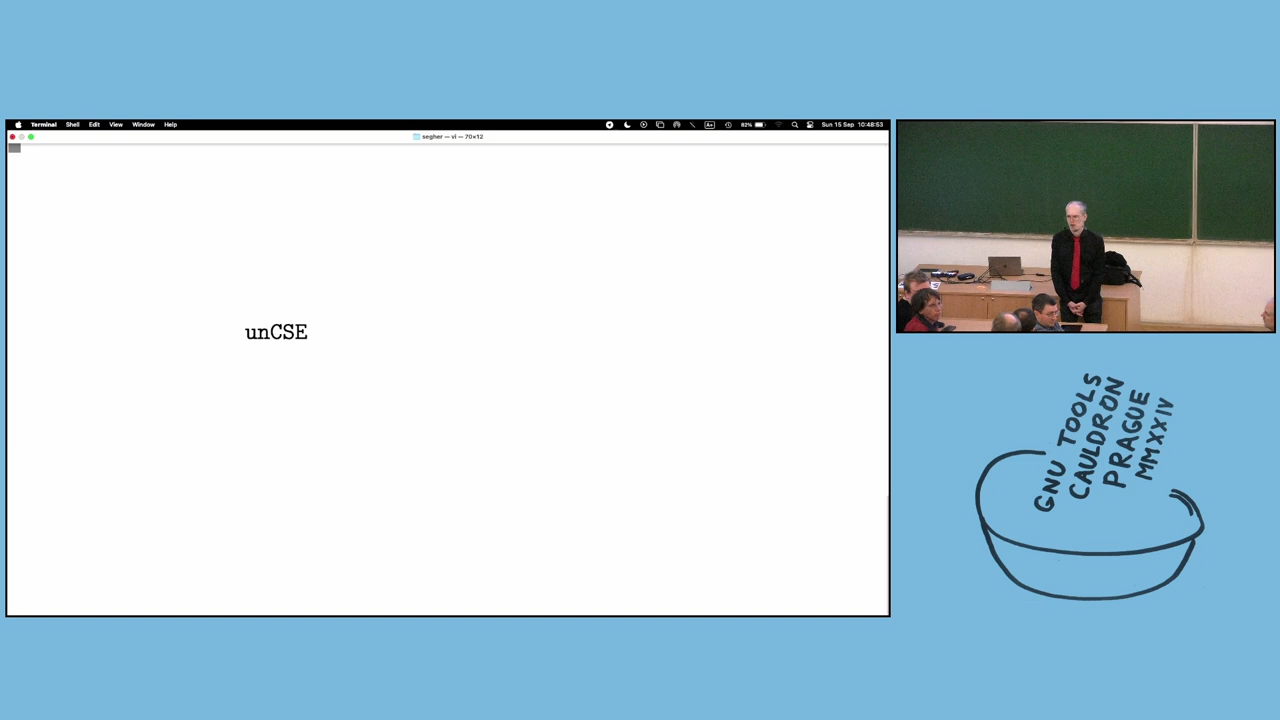 Terminal Shell Edit View Window Help
82% Sun 15 Sep 10:48:53
segher — vi — 70×12
unCSE
GNU TOOLS
CAULDRON
PRAGUE
MMXXIV